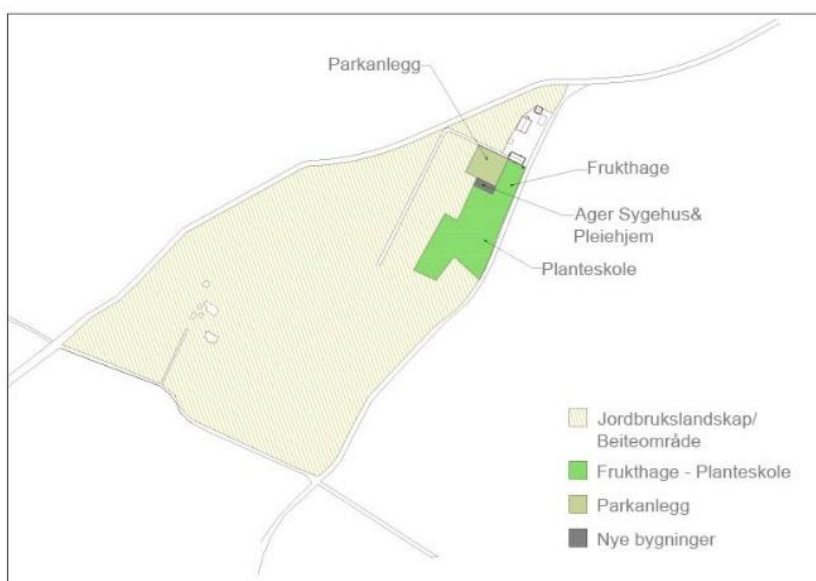 Parkanlegg
Frukthage
Ager Sygehus&
Pleiehjem
Planteskole
Jordbrukslandskap/
Beiteområde
Frukthage - Planteskole
Parkanlegg
Nye bygninger